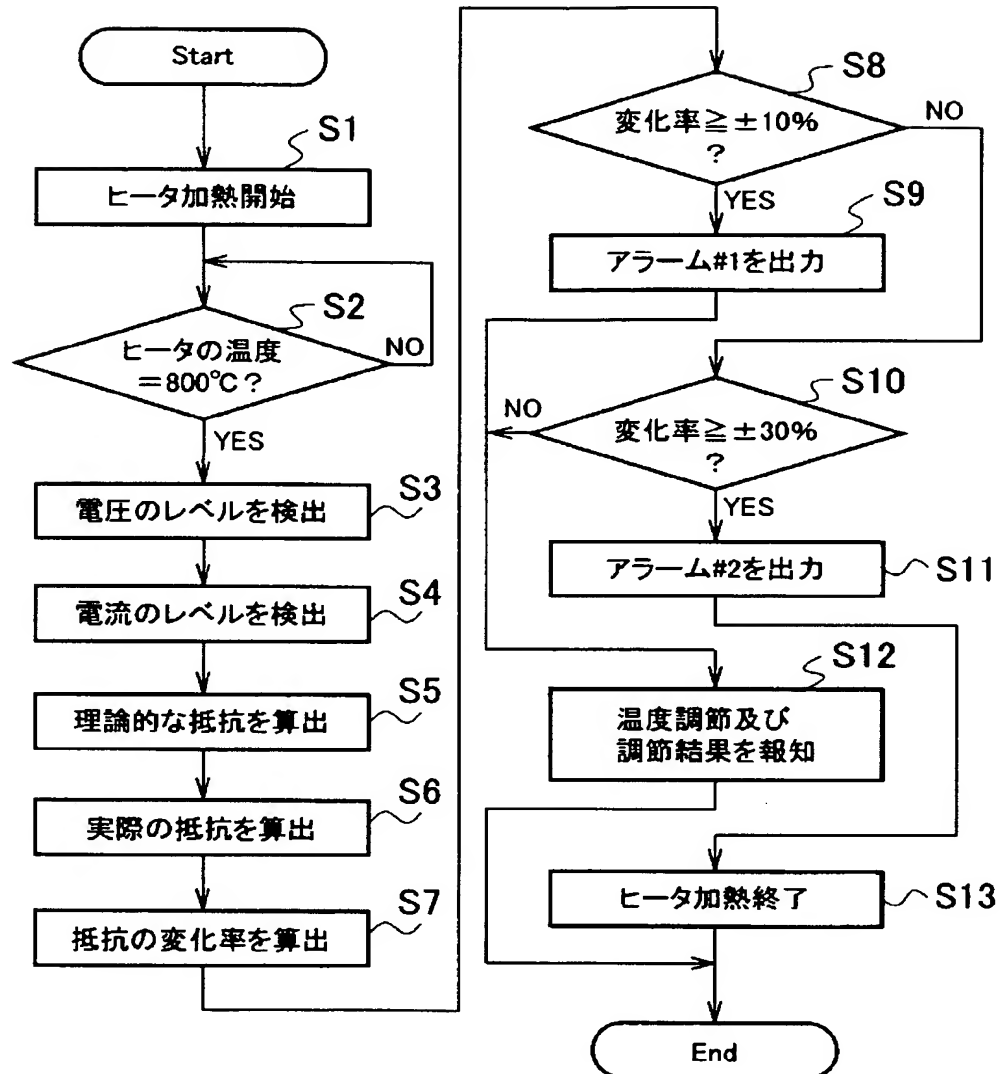 Start
S1
ヒータ加熱開始
S2
ヒータの温度
＝800℃？
NO
YES
S3
電圧のレベルを検出
S4
電流のレベルを検出
S5
理論的な抵抗を算出
S6
実際の抵抗を算出
S7
抵抗の変化率を算出
S8
変化率≧±10%
？
NO
YES
S9
アラーム#1を出力
S10
変化率≧±30%
？
NO
YES
アラーム#2を出力
S11
S12
温度調節及び
調節結果を報知
ヒータ加熱終了
S13
End